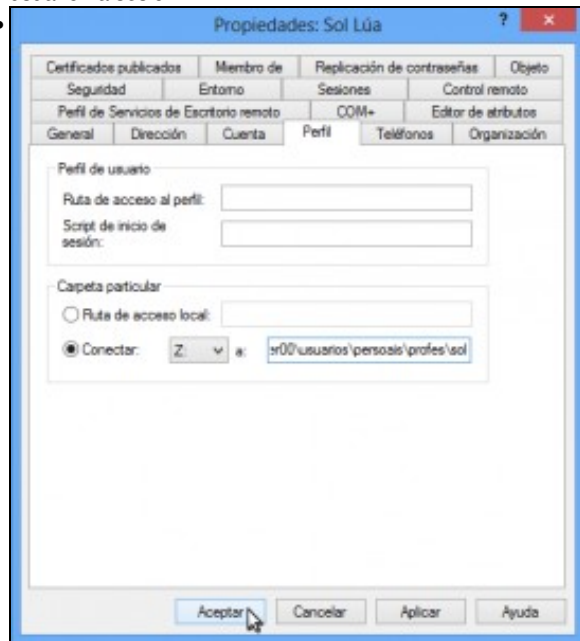 Propiedades: Sol Lúa ? ×
Certificados publicados Miembro de Replicación de contraseñas Objeto
Seguridad Entorno Sesiones Control remoto
Perfil de Servicios de Escritorio remoto COM+ Editor de atributos
General Dirección Cuenta Perfil Teléfonos Organización
Perfil de usuario
Ruta de acceso al perfil:
Script de inicio de
sesión:
Carpeta particular
Ruta de acceso local:
Conectar: Z: a: er00\usuarios\persoais\profes\sol
Aceptar Cancelar Aplicar Ayuda